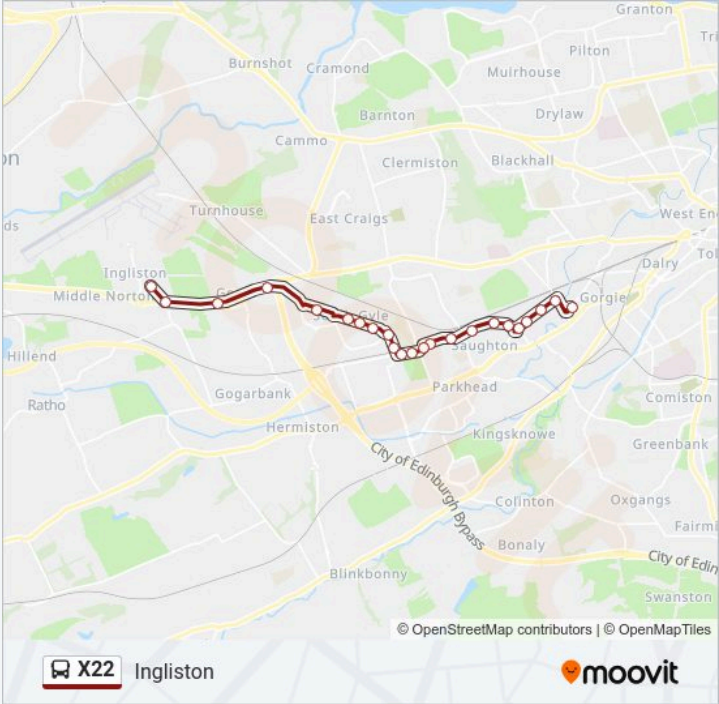 Granton
Burnshot
Cramond
Pilton
Muirhouse
Barnton
Drylaw
Cammo
Clermiston
Blackhall
on
ds
Turnhouse
East Craigs
West En
Dalry
Ingliston
Middle Norton
Gorgie
Gyle
Saughton
Hillend
Ratho
Gogarbank
Parkhead
Comiston
Hermiston
Kingsknowe
Greenbank
City of Edinburgh Bypass
Colinton
Oxgangs
Fairmi
Bonaly
City of Edin
Blinkbonny
Swanston
© OpenStreetMap contributors | © OpenMapTiles
X22 Ingliston
moovit